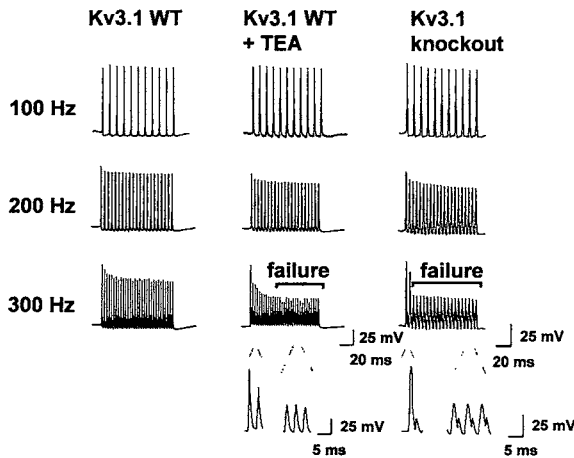 Kv3.1 WT
Kv3.1 WT
+ TEA
Kv3.1
knockout
100 Hz
200 Hz
300 Hz
failure
failure
25 mV
20 ms
25 mV
20 ms
25 mV
5 ms
25 mV
5 ms